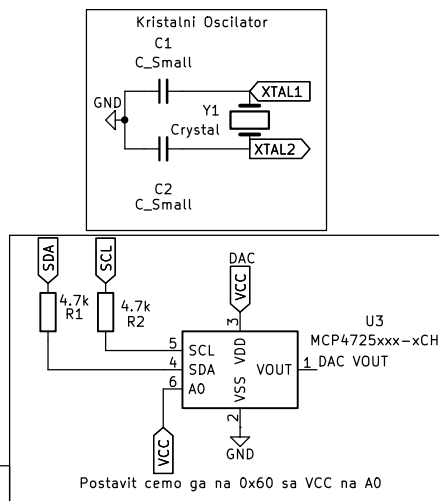 Kristalni Oscilator
C1
C_Small
XTAL1
GND
Y1
Crystal
XTAL2
C2
C_Small
SDA
SCL
DAC
VCC
4.7k
R1
4.7k
R2
U3
MCP4725xxx-xCH
3
5
SCL
VDD
4
SDA
VOUT
1
DAC VOUT
6
A0
VSS
2
VCC
GND
Postavit cemo ga na 0x60 sa VCC na A0